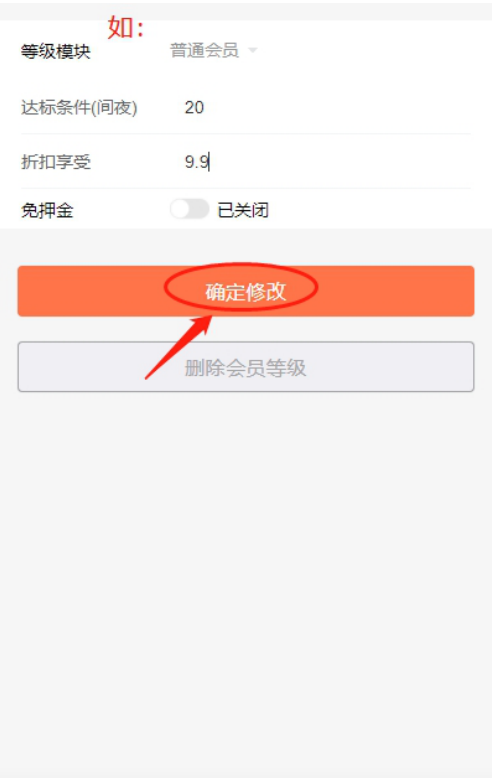 如:
等级模块 普通会员
达标条件(间夜) 20
折扣享受 9.9
免押金 已关闭
确定修改
删除会员等级